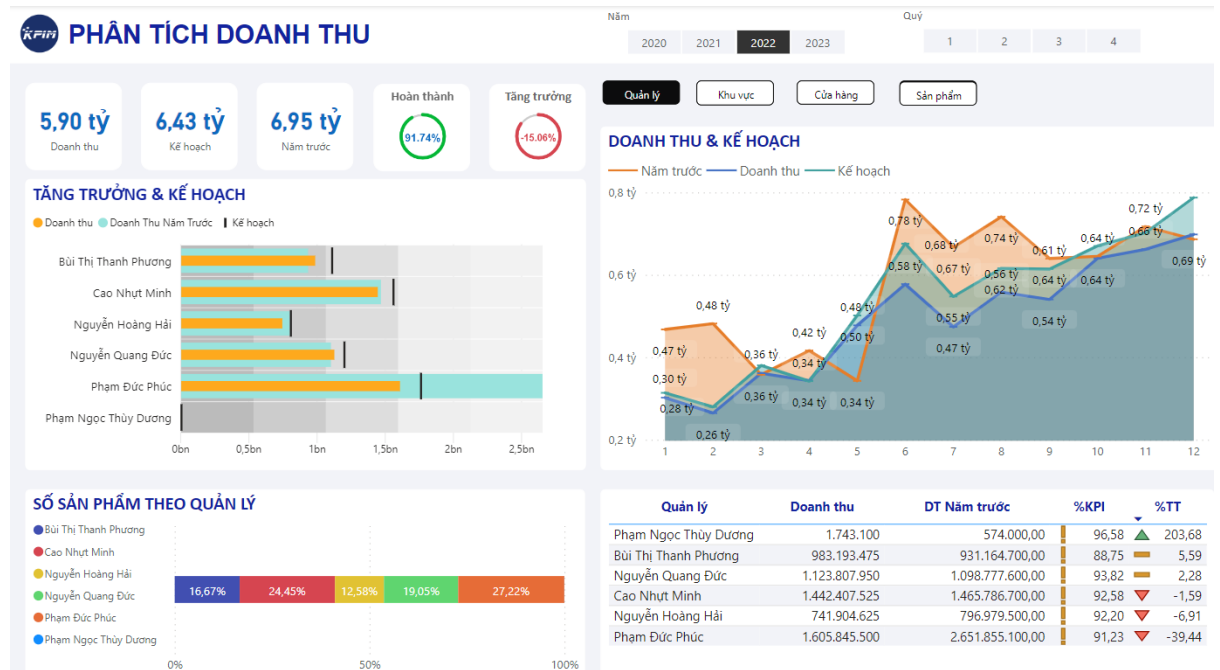 KPIM PHÂN TÍCH DOANH THU
Năm
2020 2021 2022 2023
Quý
1 2 3 4
5,90 tỷ
Doanh thu
6,43 tỷ
Kế hoạch
6,95 tỷ
Năm trước
Hoàn thành
91.74%
Tăng trưởng
-15.06%
Quản lý Khu vực Cửa hàng Sản phẩm
TĂNG TRƯỞNG & KẾ HOẠCH
Doanh thu Doanh Thu Năm Trước Kế hoạch
Bùi Thị Thanh Phương
Cao Nhựt Minh
Nguyễn Hoàng Hải
Nguyễn Quang Đức
Phạm Đức Phúc
Phạm Ngọc Thùy Dương
0bn 0,5bn 1bn 1,5bn 2bn 2,5bn
DOANH THU & KẾ HOẠCH
Năm trước Doanh thu Kế hoạch
0,8 tỷ
0,6 tỷ
0,4 tỷ
0,2 tỷ
0,47 tỷ
0,30 tỷ
0,28 tỷ
0,48 tỷ
0,26 tỷ
0,36 tỷ
0,36 tỷ
0,42 tỷ
0,34 tỷ
0,34 tỷ
0,48 tỷ
0,50 tỷ
0,34 tỷ
0,78 tỷ
0,58 tỷ
0,68 tỷ
0,67 tỷ
0,55 tỷ
0,47 tỷ
0,74 tỷ
0,56 tỷ
0,62 tỷ
0,61 tỷ
0,64 tỷ
0,54 tỷ
0,64 tỷ
0,64 tỷ
0,72 tỷ
0,66 tỷ
0,69 tỷ
1 2 3 4 5 6 7 8 9 10 11 12
SỐ SẢN PHẨM THEO QUẢN LÝ
Bùi Thị Thanh Phương
Cao Nhựt Minh
Nguyễn Hoàng Hải
Nguyễn Quang Đức
Phạm Đức Phúc
Phạm Ngọc Thùy Dương
16,67% 24,45% 12,58% 19,05% 27,22%
0% 50% 100%
Quản lý Doanh thu DT Năm trước %KPI %TT
Phạm Ngọc Thùy Dương 1.743.100 574.000,00 96,58 203,68
Bùi Thị Thanh Phương 983.193.475 931.164.700,00 88,75 5,59
Nguyễn Quang Đức 1.123.807.950 1.098.777.600,00 93,82 2,28
Cao Nhựt Minh 1.442.407.525 1.465.786.700,00 92,58 -1,59
Nguyễn Hoàng Hải 741.904.625 796.979.500,00 92,20 -6,91
Phạm Đức Phúc 1.605.845.500 2.651.855.100,00 91,23 -39,44